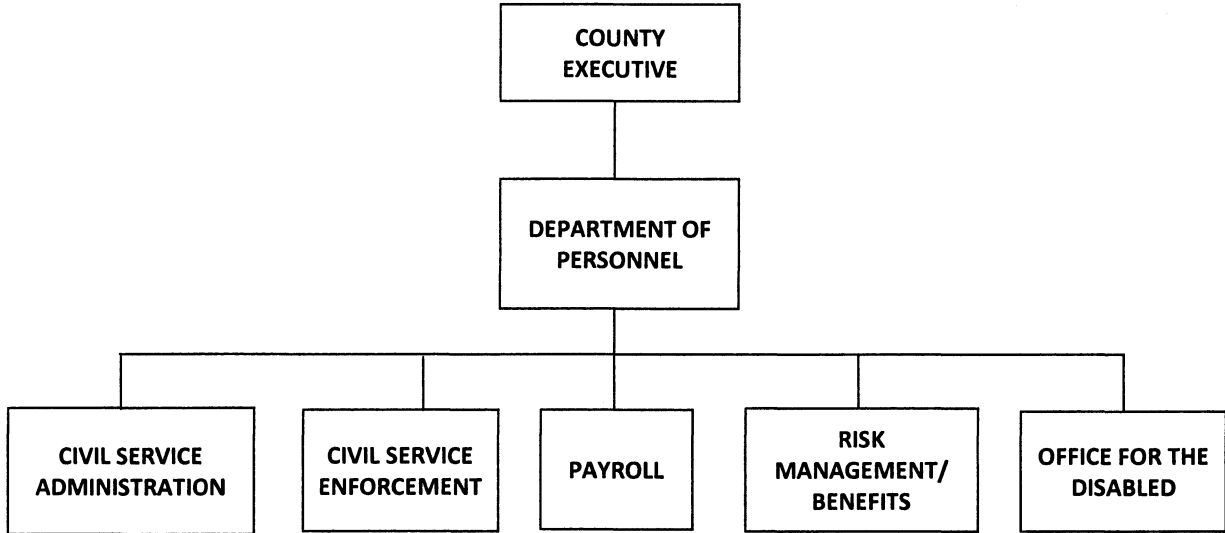 COUNTY
EXECUTIVE
DEPARTMENT OF
PERSONNEL
CIVIL SERVICE
ADMINISTRATION
CIVIL SERVICE
ENFORCEMENT
PAYROLL
RISK
MANAGEMENT/
BENEFITS
OFFICE FOR THE
DISABLED